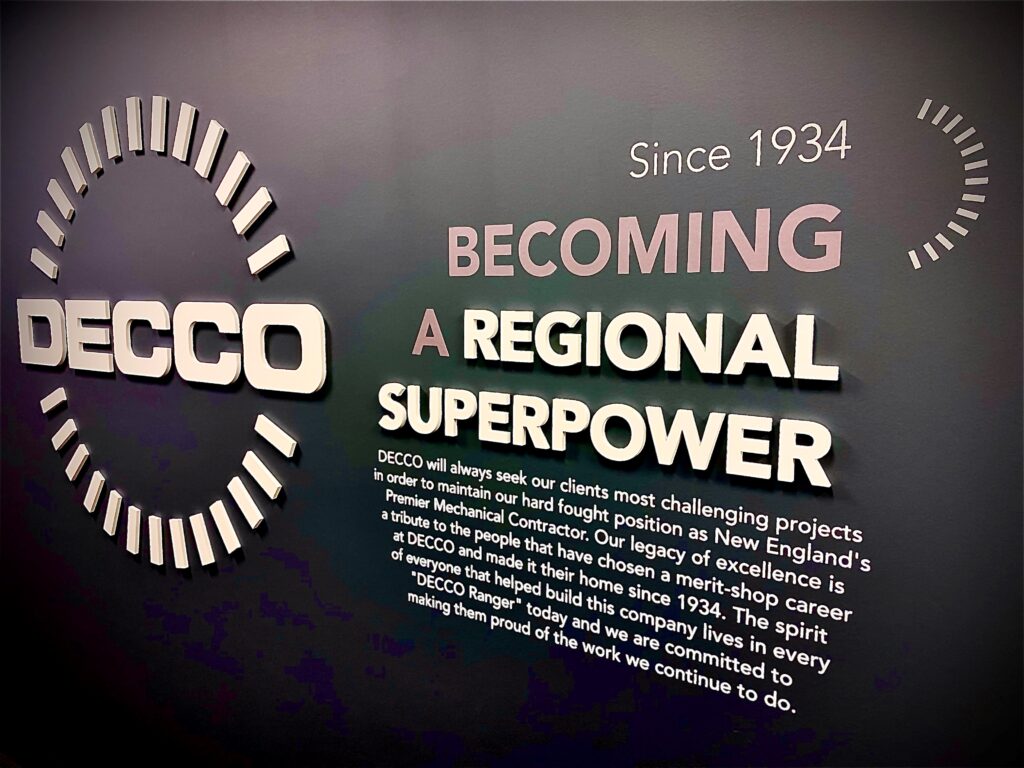 DECCO
Since 1934
BECOMING
A REGIONAL
SUPERPOWER
DECCO will always seek our clients most challenging projects
in order to maintain our hard fought position as New England's
Premier Mechanical Contractor. Our legacy of excellence is
a tribute to the people that have chosen a merit-shop career
at DECCO and made it their home since 1934. The spirit
of everyone that helped build this company lives in every
"DECCO Ranger" today and we are committed to
making them proud of the work we continue to do.